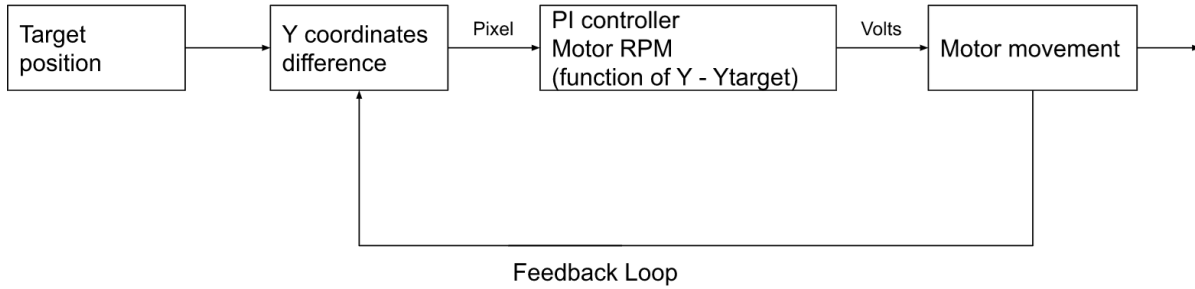 Target
position
Y coordinates
difference
Pixel
PI controller
Motor RPM
(function of Y - Ytarget)
Volts
Motor movement
Feedback Loop